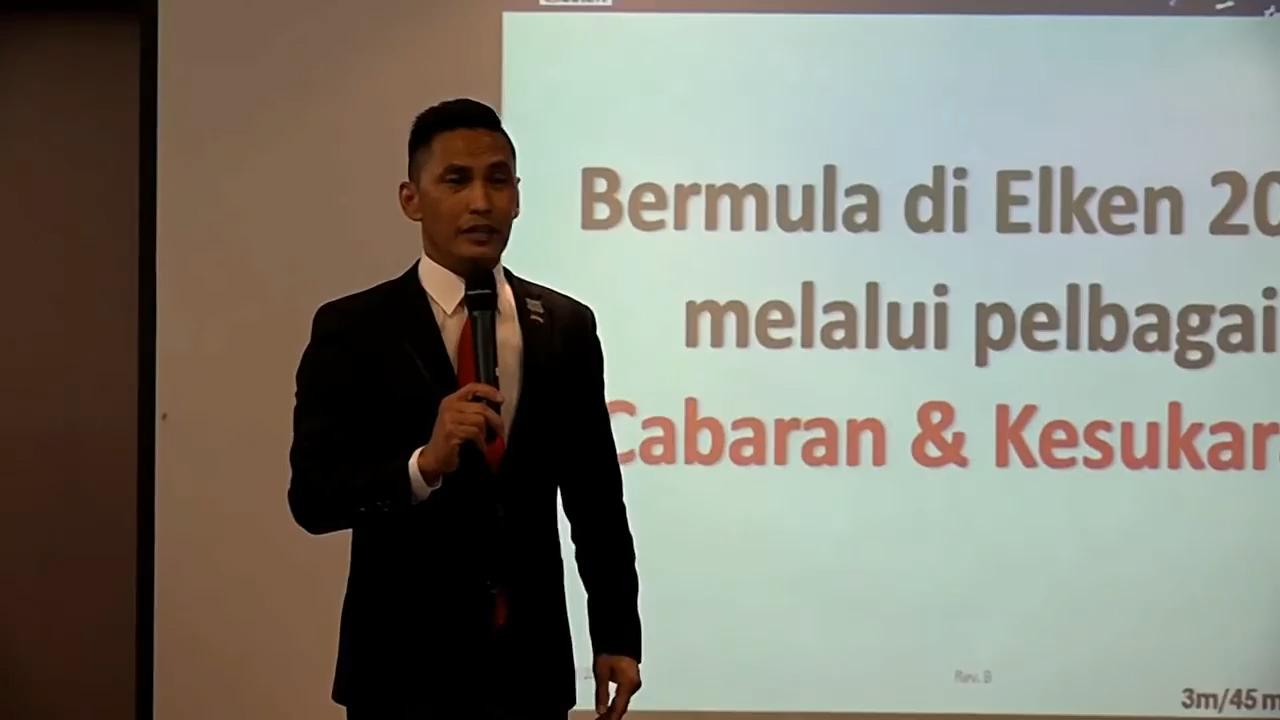 Bermula di Elken 20
melalui pelbagai
Cabaran & Kesukar
Rev. B
3m/45 m